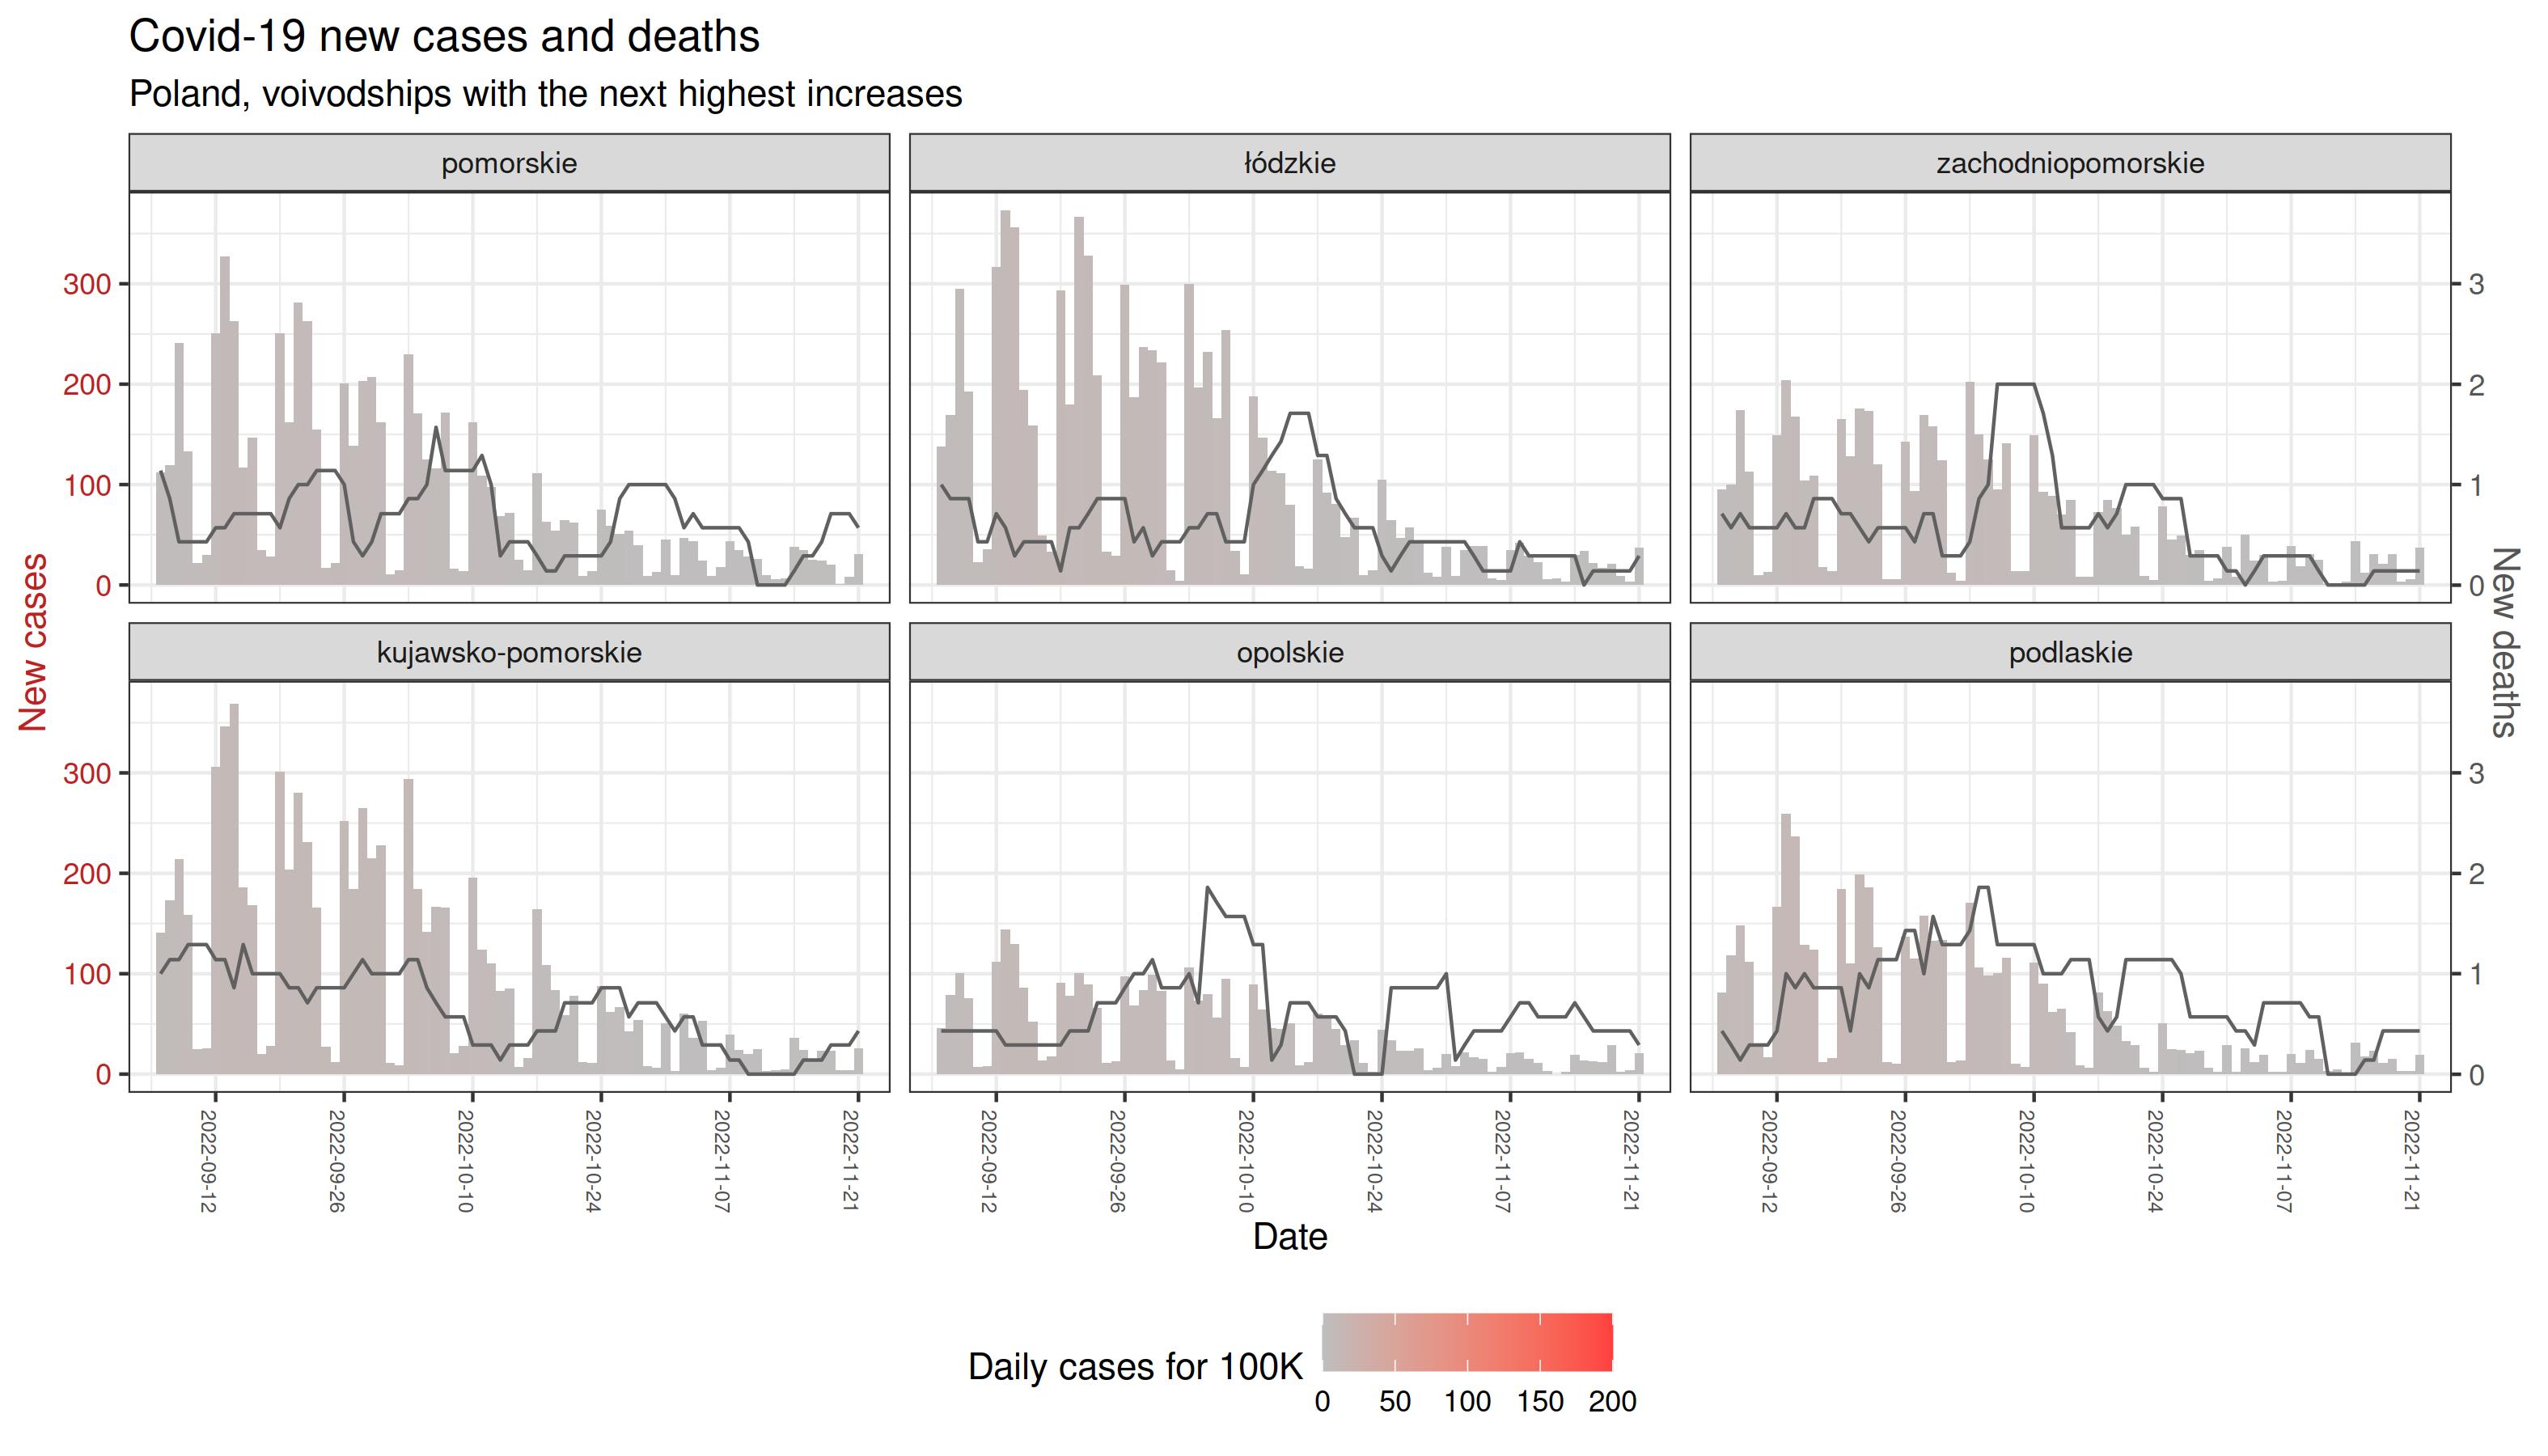 Covid-19 new cases and deaths
Poland, voivodships with the next highest increases
pomorskie
łódzkie
zachodniopomorskie
300
200
100
0
3
2
1
0
New cases
New deaths
kujawsko-pomorskie
opolskie
podlaskie
300
200
100
0
3
2
1
0
2022-09-12
2022-09-26
2022-10-10
2022-10-24
2022-11-07
2022-11-21
2022-09-12
2022-09-26
2022-10-10
2022-10-24
2022-11-07
2022-11-21
2022-09-12
2022-09-26
2022-10-10
2022-10-24
2022-11-07
2022-11-21
Date
Daily cases for 100K
0 50 100 150 200